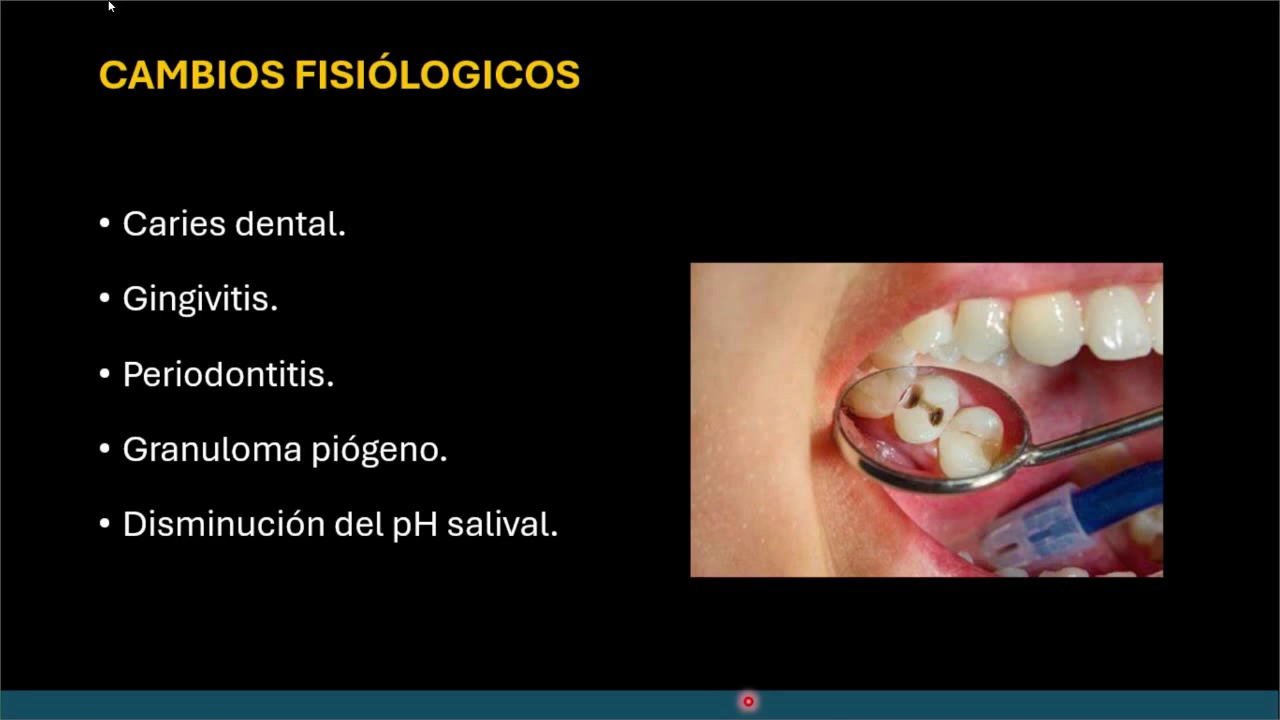 CAMBIOS FISIÓLOGICOS
• Caries dental.
• Gingivitis.
• Periodontitis.
• Granuloma piógeno.
• Disminución del pH salival.